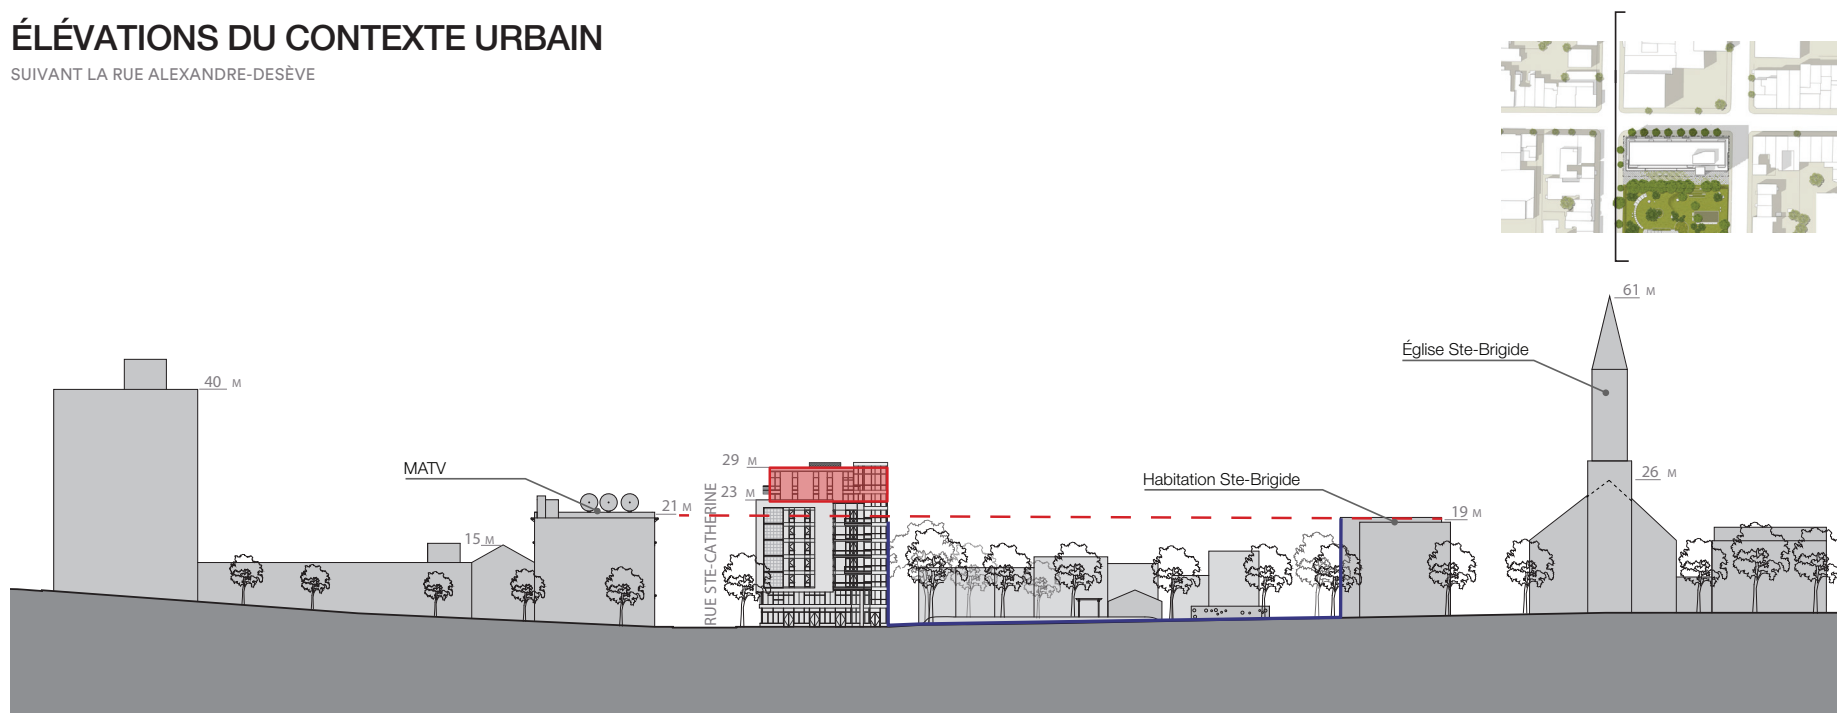 ÉLÉVATIONS DU CONTEXTE URBAIN
SUIVANT LA RUE ALEXANDRE-DESÈVE
61 M
Église Ste-Brigide
40 M
MATV
29 M
26 M
Habitation Ste-Brigide
23 M
21 M
19 M
15 M
RUE STE-CATHERINE